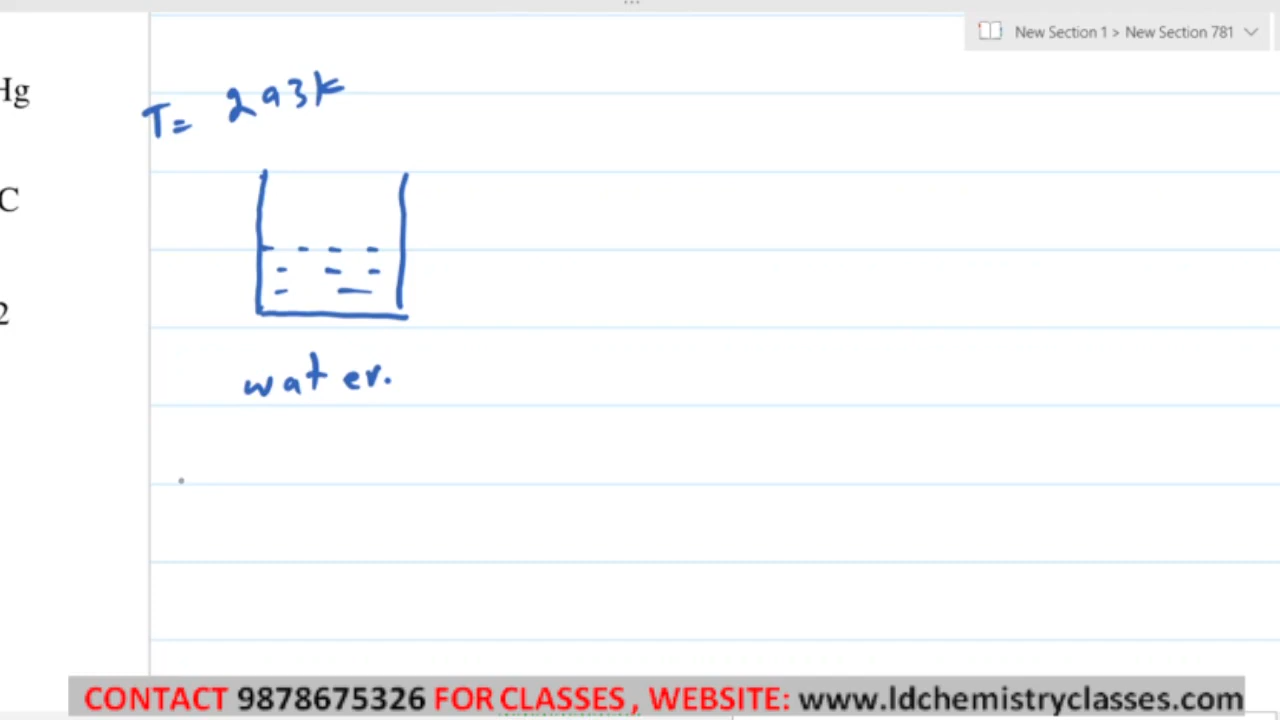 New Section 1 > New Section 781
Hg
T= 293K
C
2
water.
CONTACT 9878675326 FOR CLASSES , WEBSITE: www.ldchemistryclasses.com